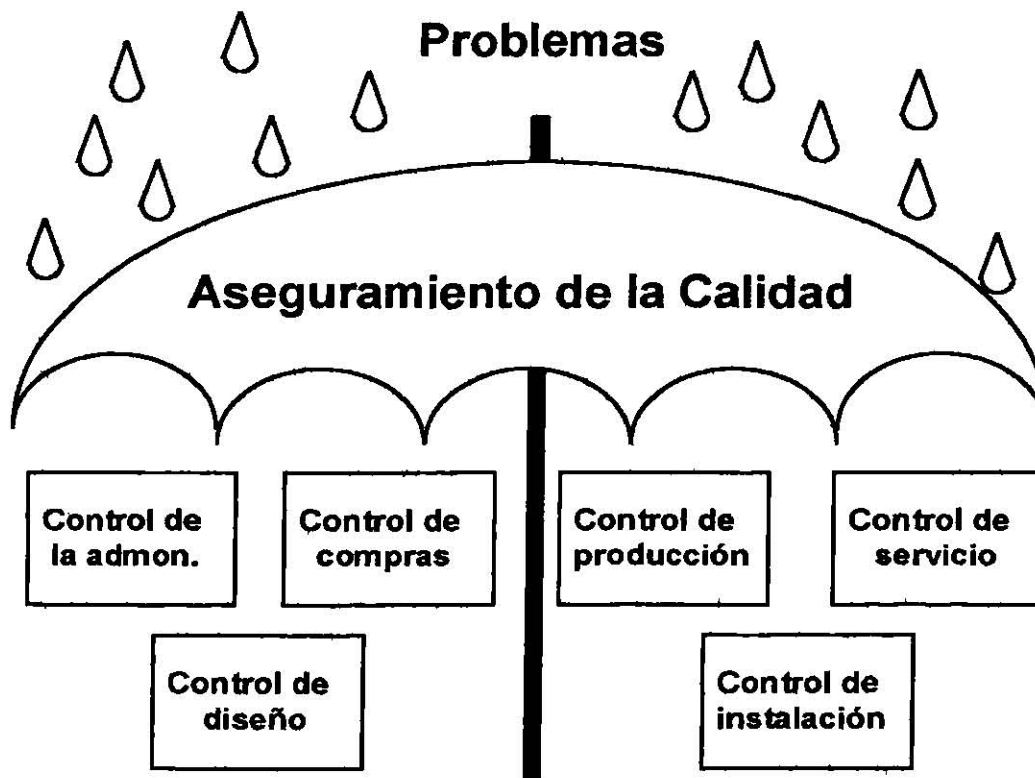 Problemas
Aseguramiento de la Calidad
Control de
la admon.
Control de
compras
Control de
producción
Control de
servicio
Control de
diseño
Control de
instalación